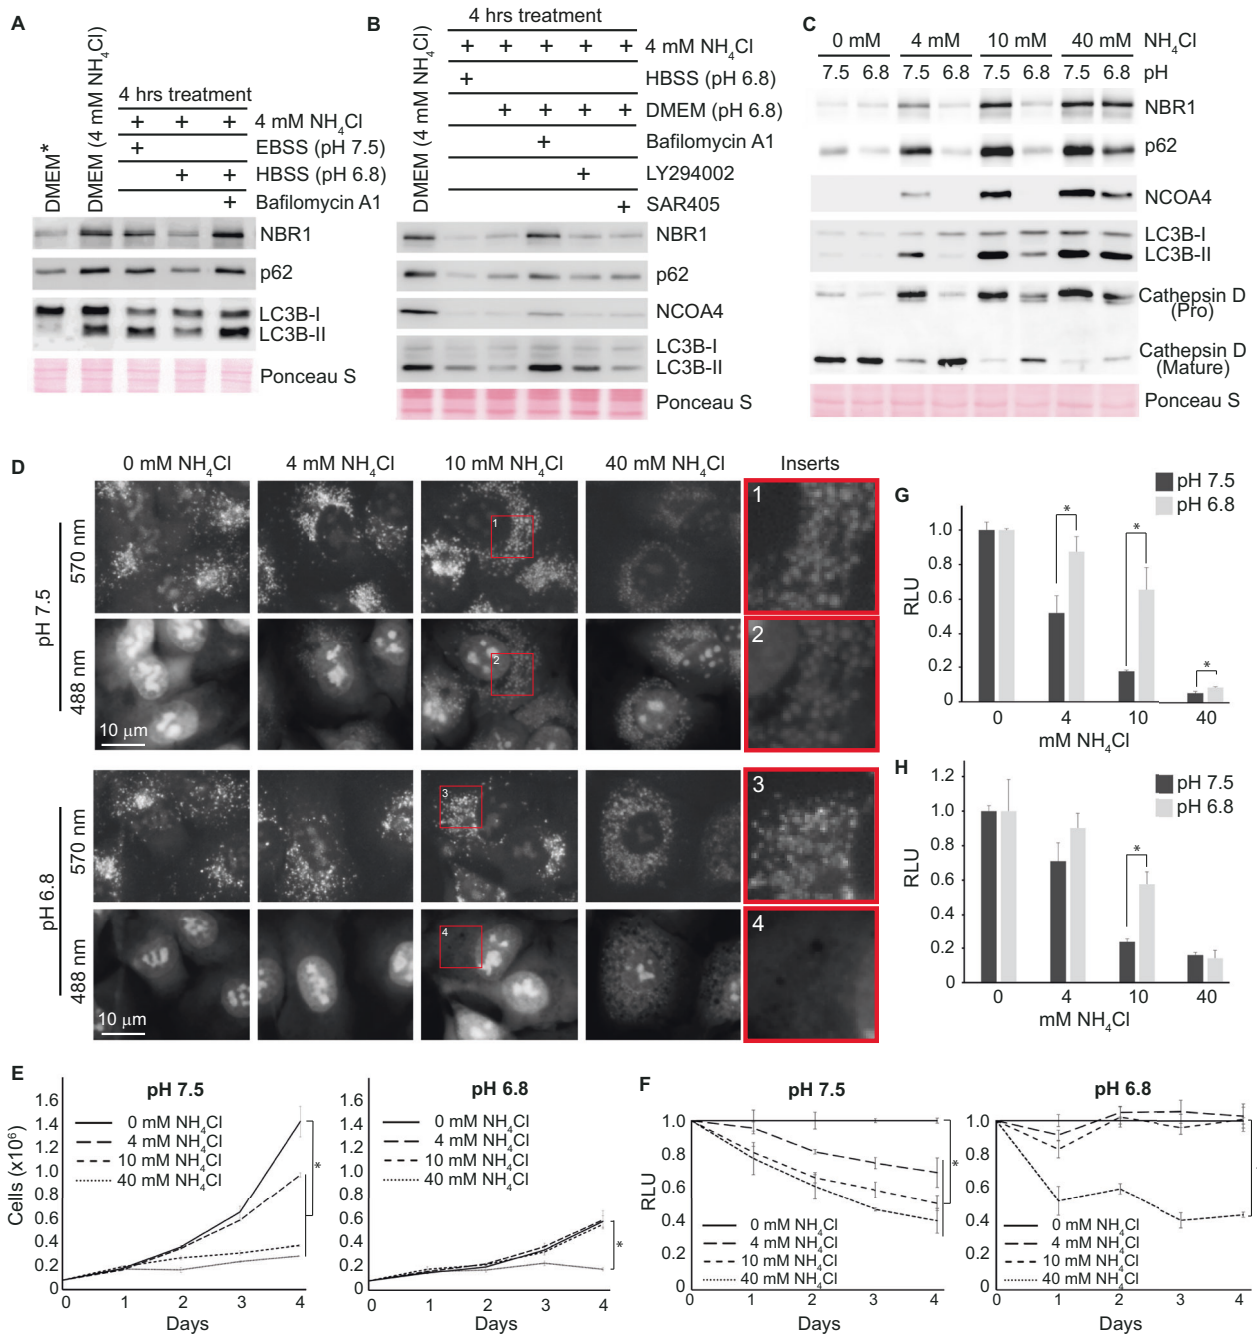 A
4 hrs treatment
DMEM*
DMEM (4 mM NH4Cl)
+ + + 4 mM NH4Cl
+ EBSS (pH 7.5)
+ + HBSS (pH 6.8)
+ Bafilomycin A1
NBR1
p62
LC3B-I
LC3B-II
Ponceau S
B
4 hrs treatment
DMEM (4 mM NH4Cl)
+ + + + + 4 mM NH4Cl
+ HBSS (pH 6.8)
+ + + + DMEM (pH 6.8)
+ Bafilomycin A1
+ LY294002
+ SAR405
NBR1
p62
NCOA4
LC3B-I
LC3B-II
Ponceau S
C
0 mM 4 mM 10 mM 40 mM NH4Cl
7.5 6.8 7.5 6.8 7.5 6.8 7.5 6.8 pH
NBR1
p62
NCOA4
LC3B-I
LC3B-II
Cathepsin D
(Pro)
Cathepsin D
(Mature)
Ponceau S
D
0 mM NH4Cl 4 mM NH4Cl 10 mM NH4Cl 40 mM NH4Cl Inserts
pH 7.5
570 nm
1
1
488 nm
2
2
10 µm
pH 6.8
570 nm
3
3
488 nm
4
4
10 µm
G
pH 7.5
pH 6.8
RLU
1.0
0.8
0.6
0.4
0.2
0
* * *
0 4 10 40
mM NH4Cl
H
pH 7.5
pH 6.8
RLU
1.2
1.0
0.8
0.6
0.4
0.2
0
*
0 4 10 40
mM NH4Cl
E
pH 7.5
Cells (x10⁶)
1.6
1.4
1.2
1.0
0.8
0.6
0.4
0.2
0
0 mM NH4Cl
4 mM NH4Cl
10 mM NH4Cl
40 mM NH4Cl
*
0 1 2 3 4
Days
pH 6.8
1.6
1.4
1.2
1.0
0.8
0.6
0.4
0.2
0
0 mM NH4Cl
4 mM NH4Cl
10 mM NH4Cl
40 mM NH4Cl
*
0 1 2 3 4
Days
F
pH 7.5
RLU
1.0
0.8
0.6
0.4
0.2
0
0 mM NH4Cl
4 mM NH4Cl
10 mM NH4Cl
40 mM NH4Cl
*
0 1 2 3 4
Days
pH 6.8
1.0
0.8
0.6
0.4
0.2
0
0 mM NH4Cl
4 mM NH4Cl
10 mM NH4Cl
40 mM NH4Cl
0 1 2 3 4
Days